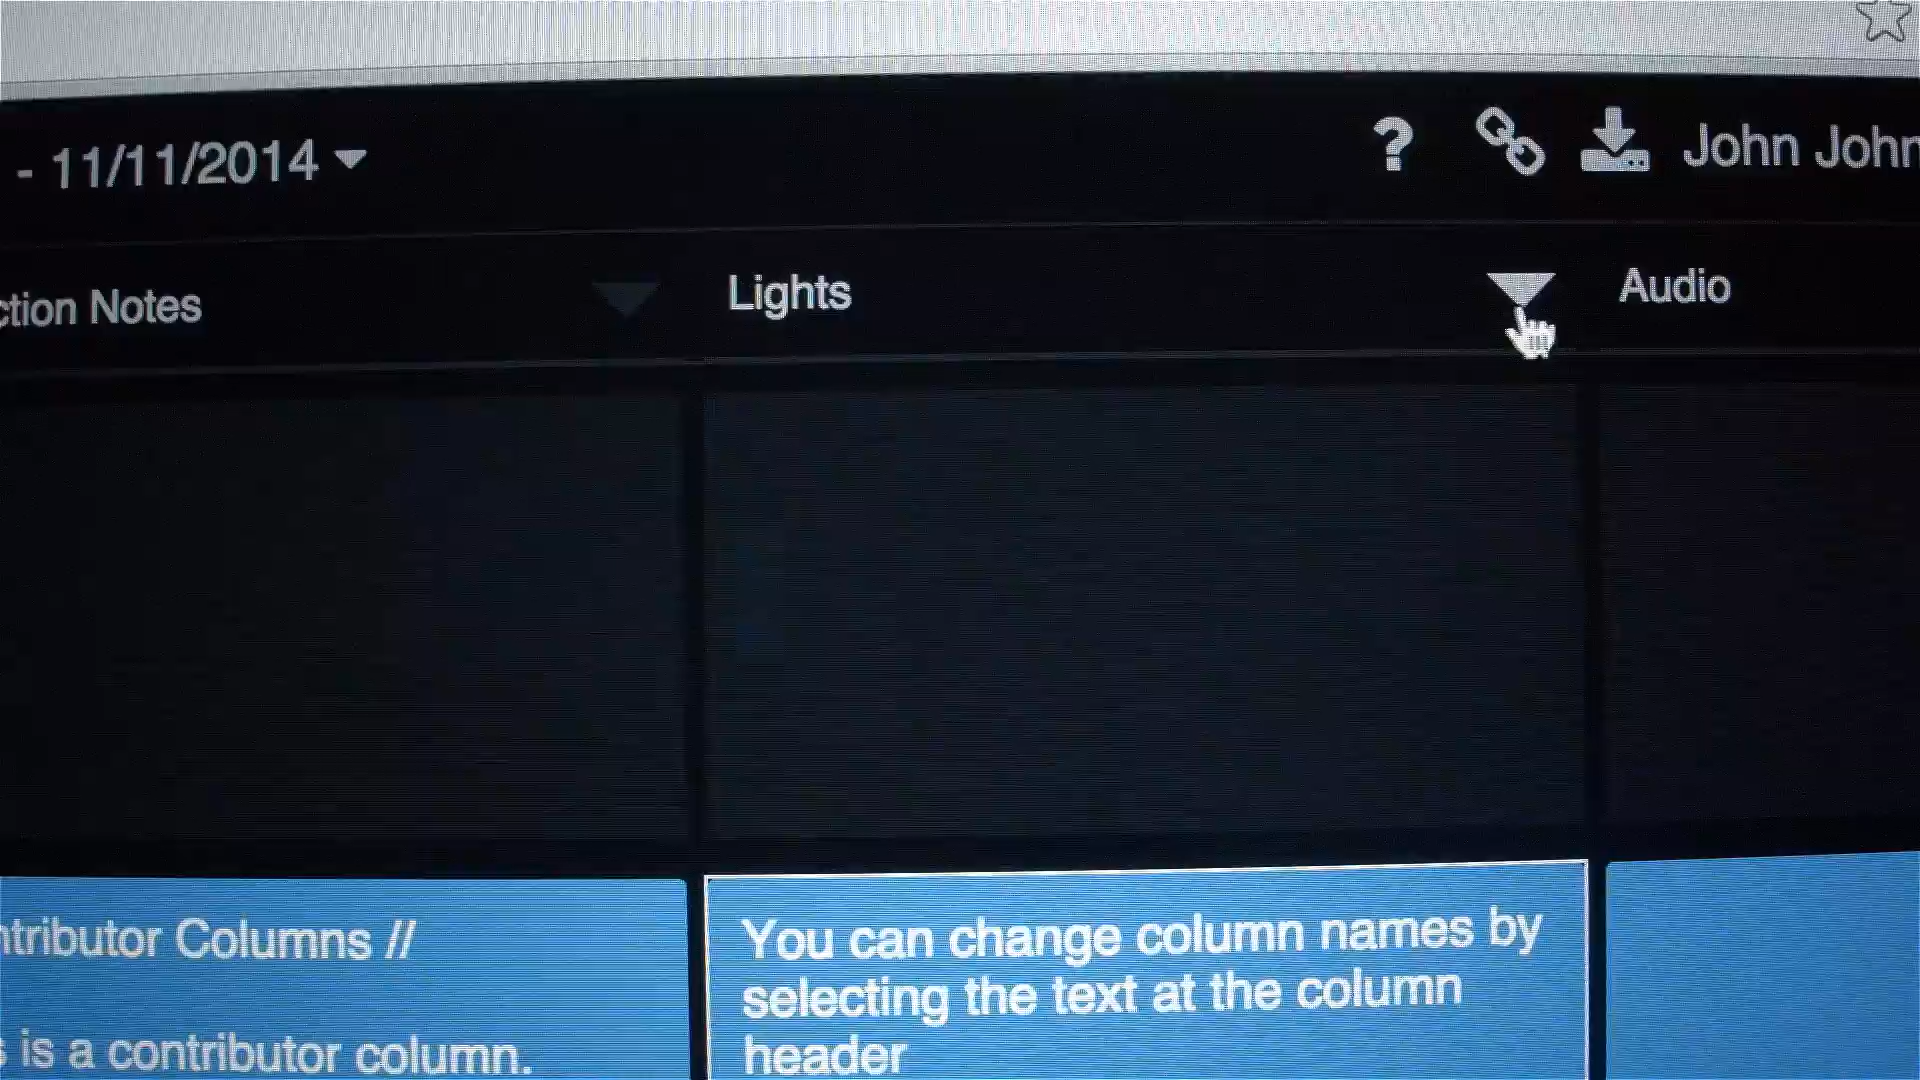 - 11/11/2014
? John John
ction Notes Lights Audio
ntributor Columns //
s is a contributor column.
You can change column names by
selecting the text at the column
header